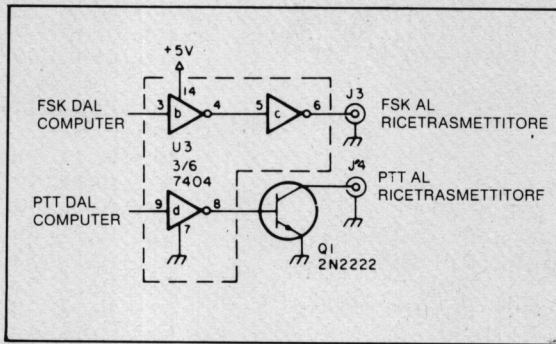 +5V
14
FSK DAL
COMPUTER
3
b
4
5
c
6
J3
FSK AL
RICETRASMETTITORE
U3
3/6
7404
J4
PTT AL
RICETRASMETTITORE
PTT DAL
COMPUTER
9
d
8
7
Q1
2N2222